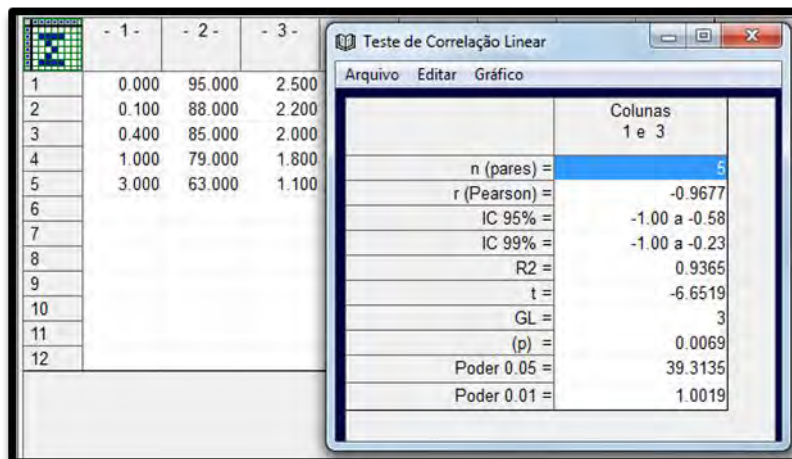 - 1 - - 2 - - 3 -
1 0.000 95.000 2.500
2 0.100 88.000 2.200
3 0.400 85.000 2.000
4 1.000 79.000 1.800
5 3.000 63.000 1.100
6
7
8
9
10
11
12
Teste de Correlação Linear
Arquivo Editar Gráfico
Colunas
1 e 3
n (pares) = 5
r (Pearson) = -0.9677
IC 95% = -1.00 a -0.58
IC 99% = -1.00 a -0.23
R2 = 0.9365
t = -6.6519
GL = 3
(p) = 0.0069
Poder 0.05 = 39.3135
Poder 0.01 = 1.0019